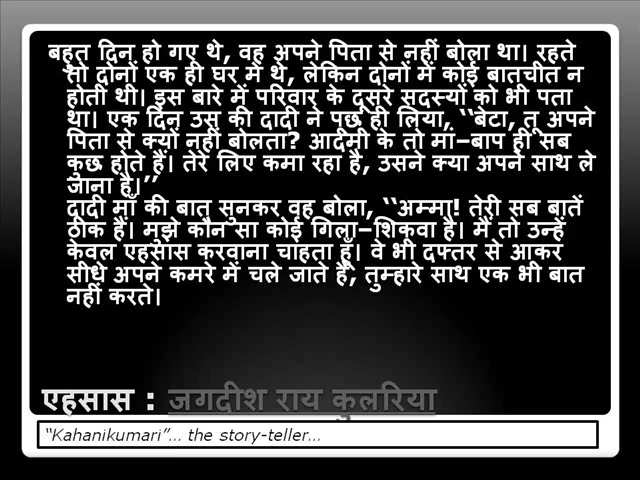 बहुत दिन हो गए थे, वह अपने पिता से नहीं बोला था। रहते
सो दोनों एक ही घर में थे, लेकिन दोनों में कोई बातचीत न
होती थी। इस बारे में परिवार के दूसरे सदस्यों को भी पता
था। एक दिन उस की दादी ने पूछ ही लिया, ‘‘बेटा, तू अपने
पिता से क्यों नहीं बोलता? आदमी के तो मां–बाप ही सब
कुछ होते हैं। तेरे लिए कमा रहा है, उसने क्या अपने साथ ले
जाना है।’’
दादी माँ की बात सुनकर वह बोला, ‘‘अम्मा! तेरी सब बातें
ठीक हैं। मुझे कौन–सा कोई गिला–शिकवा है। मैं तो उन्हें
केवल एहसास करवाना चाहता हूँ। वे भी दफ्तर से आकर
सीधे अपने कमरे में चले जाते हैं, तुम्हारे साथ एक भी बात
नहीं करते।
एहसास : जगदीश राय कुलरिया
“Kahanikumari”… the story-teller…